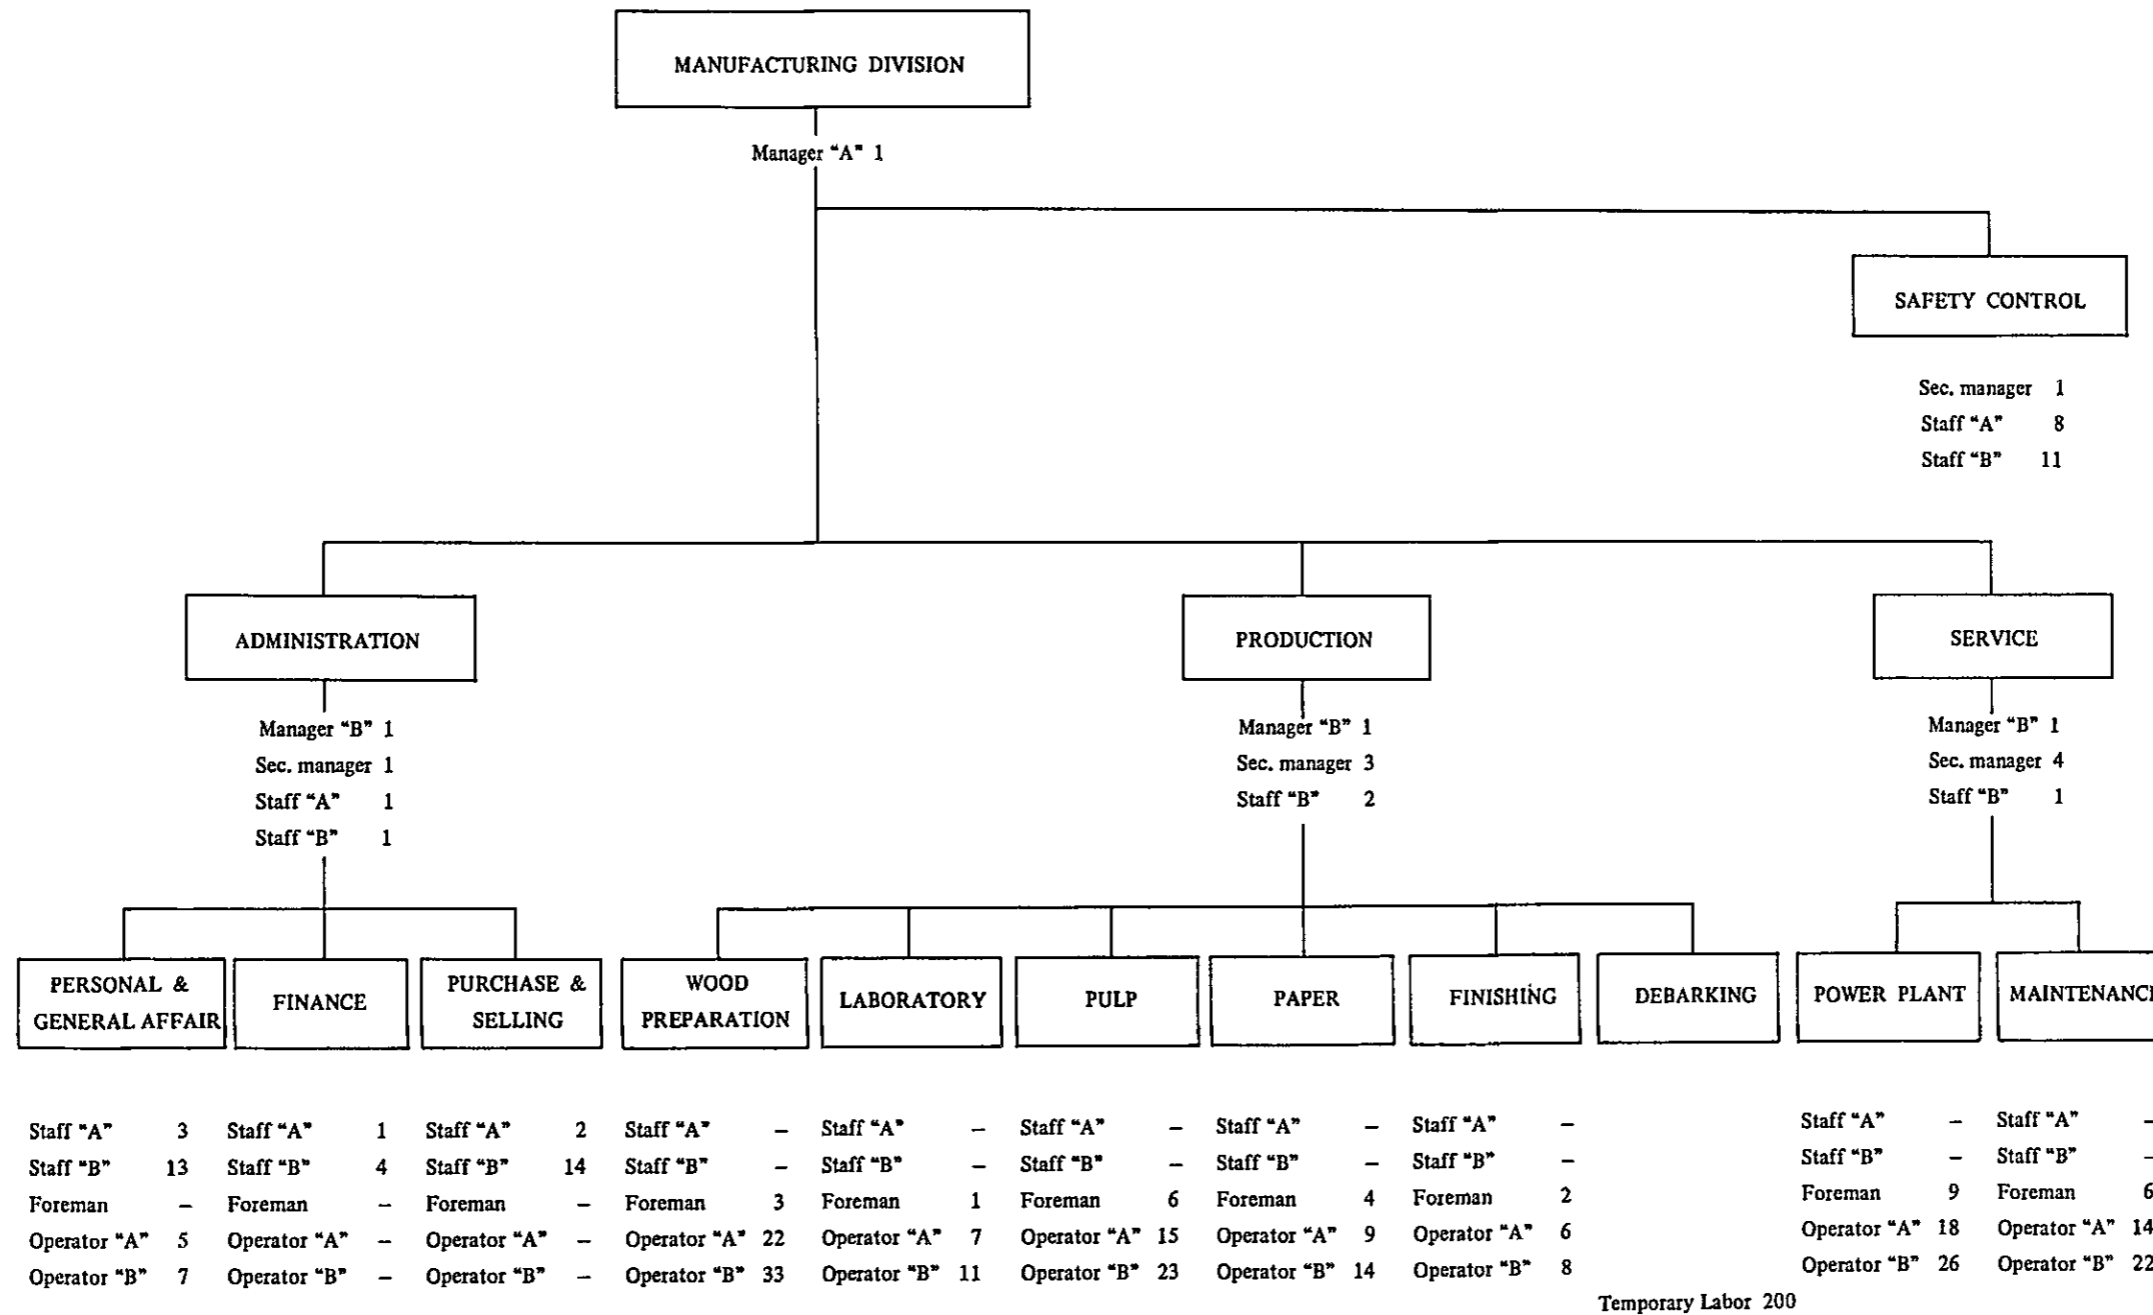 MANUFACTURING DIVISION
Manager "A" 1
SAFETY CONTROL
Sec. manager 1
Staff "A" 8
Staff "B" 11
ADMINISTRATION
Manager "B" 1
Sec. manager 1
Staff "A" 1
Staff "B" 1
PRODUCTION
Manager "B" 1
Sec. manager 3
Staff "B" 2
SERVICE
Manager "B" 1
Sec. manager 4
Staff "B" 1
PERSONAL &
GENERAL AFFAIR
FINANCE
PURCHASE &
SELLING
WOOD
PREPARATION
LABORATORY
PULP
PAPER
FINISHING
DEBARKING
POWER PLANT
MAINTENANCE
Staff "A" 3 Staff "A" 1 Staff "A" 2 Staff "A" – Staff "A" – Staff "A" – Staff "A" – Staff "A" – Staff "A" – Staff "A" –
Staff "B" 13 Staff "B" 4 Staff "B" 14 Staff "B" – Staff "B" – Staff "B" – Staff "B" – Staff "B" – Staff "B" – Staff "B" –
Foreman – Foreman – Foreman – Foreman 3 Foreman 1 Foreman 6 Foreman 4 Foreman 2 Foreman 9 Foreman 6
Operator "A" 5 Operator "A" – Operator "A" – Operator "A" 22 Operator "A" 7 Operator "A" 15 Operator "A" 9 Operator "A" 6 Operator "A" 18 Operator "A" 14
Operator "B" 7 Operator "B" – Operator "B" – Operator "B" 33 Operator "B" 11 Operator "B" 23 Operator "B" 14 Operator "B" 8 Operator "B" 26 Operator "B" 22
Temporary Labor 200